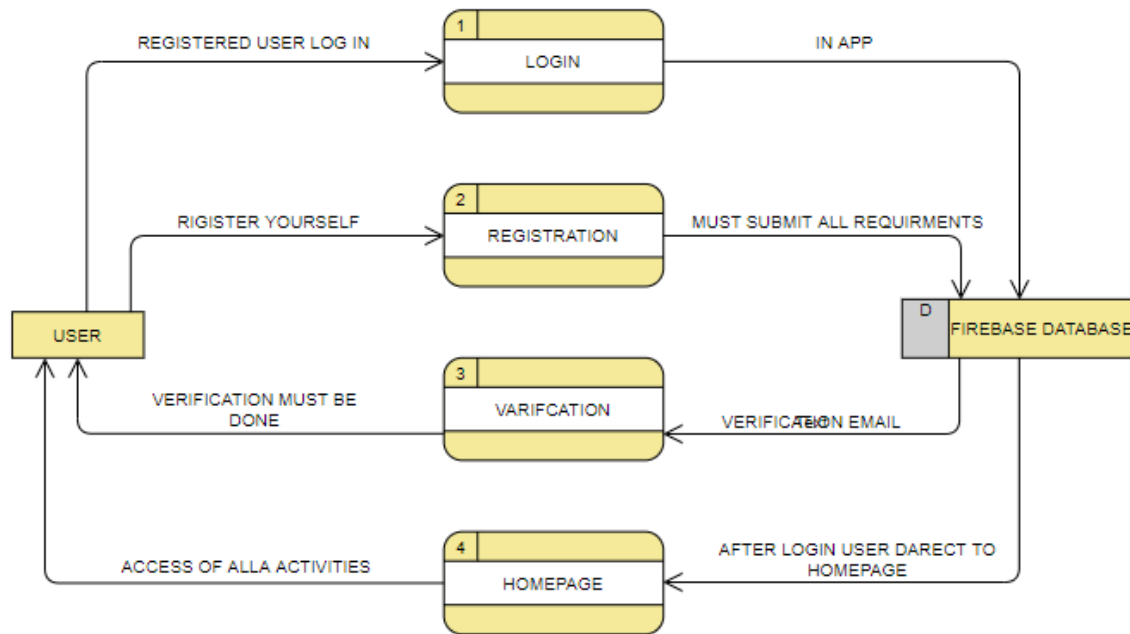 1
REGISTERED USER LOG IN
LOGIN
IN APP
2
RIGISTER YOURSELF
REGISTRATION
MUST SUBMIT ALL REQUIRMENTS
D
USER
FIREBASE DATABASE
3
VERIFICATION MUST BE
DONE
VARIFCATION
VERIFICATION EMAIL
Text
4
AFTER LOGIN USER DARECT TO
HOMEPAGE
ACCESS OF ALLA ACTIVITIES
HOMEPAGE